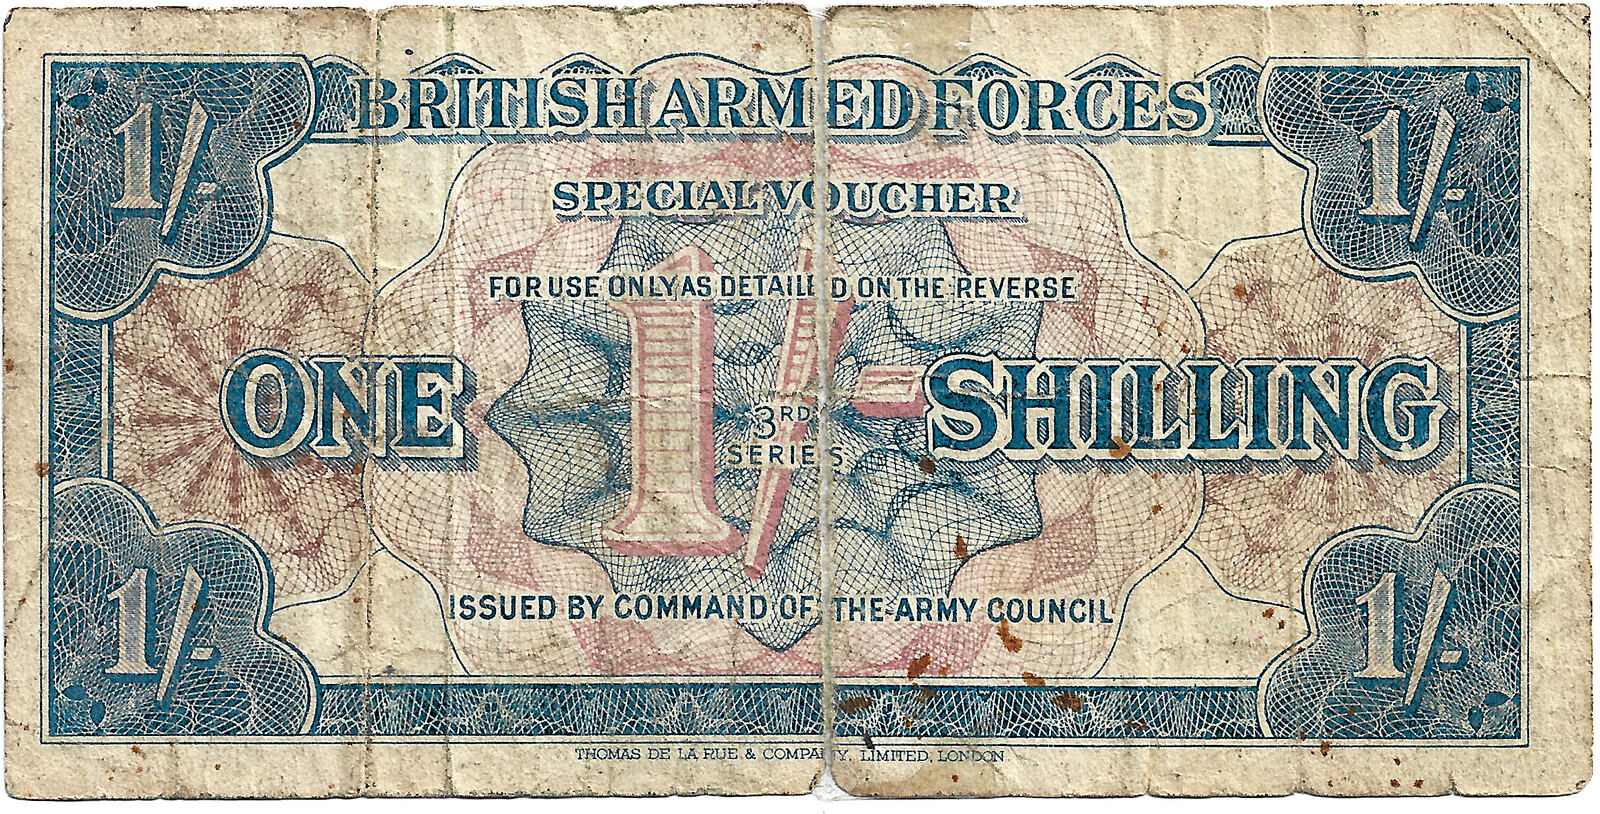 1/-
BRITISH ARMED FORCES
1/-
SPECIAL VOUCHER
FOR USE ONLY AS DETAILED ON THE REVERSE
ONE 1/- SHILLING
3RD
SERIES
ISSUED BY COMMAND OF THE ARMY COUNCIL
1/-
1/-
THOMAS DE LA RUE & COMPANY, LIMITED, LONDON.